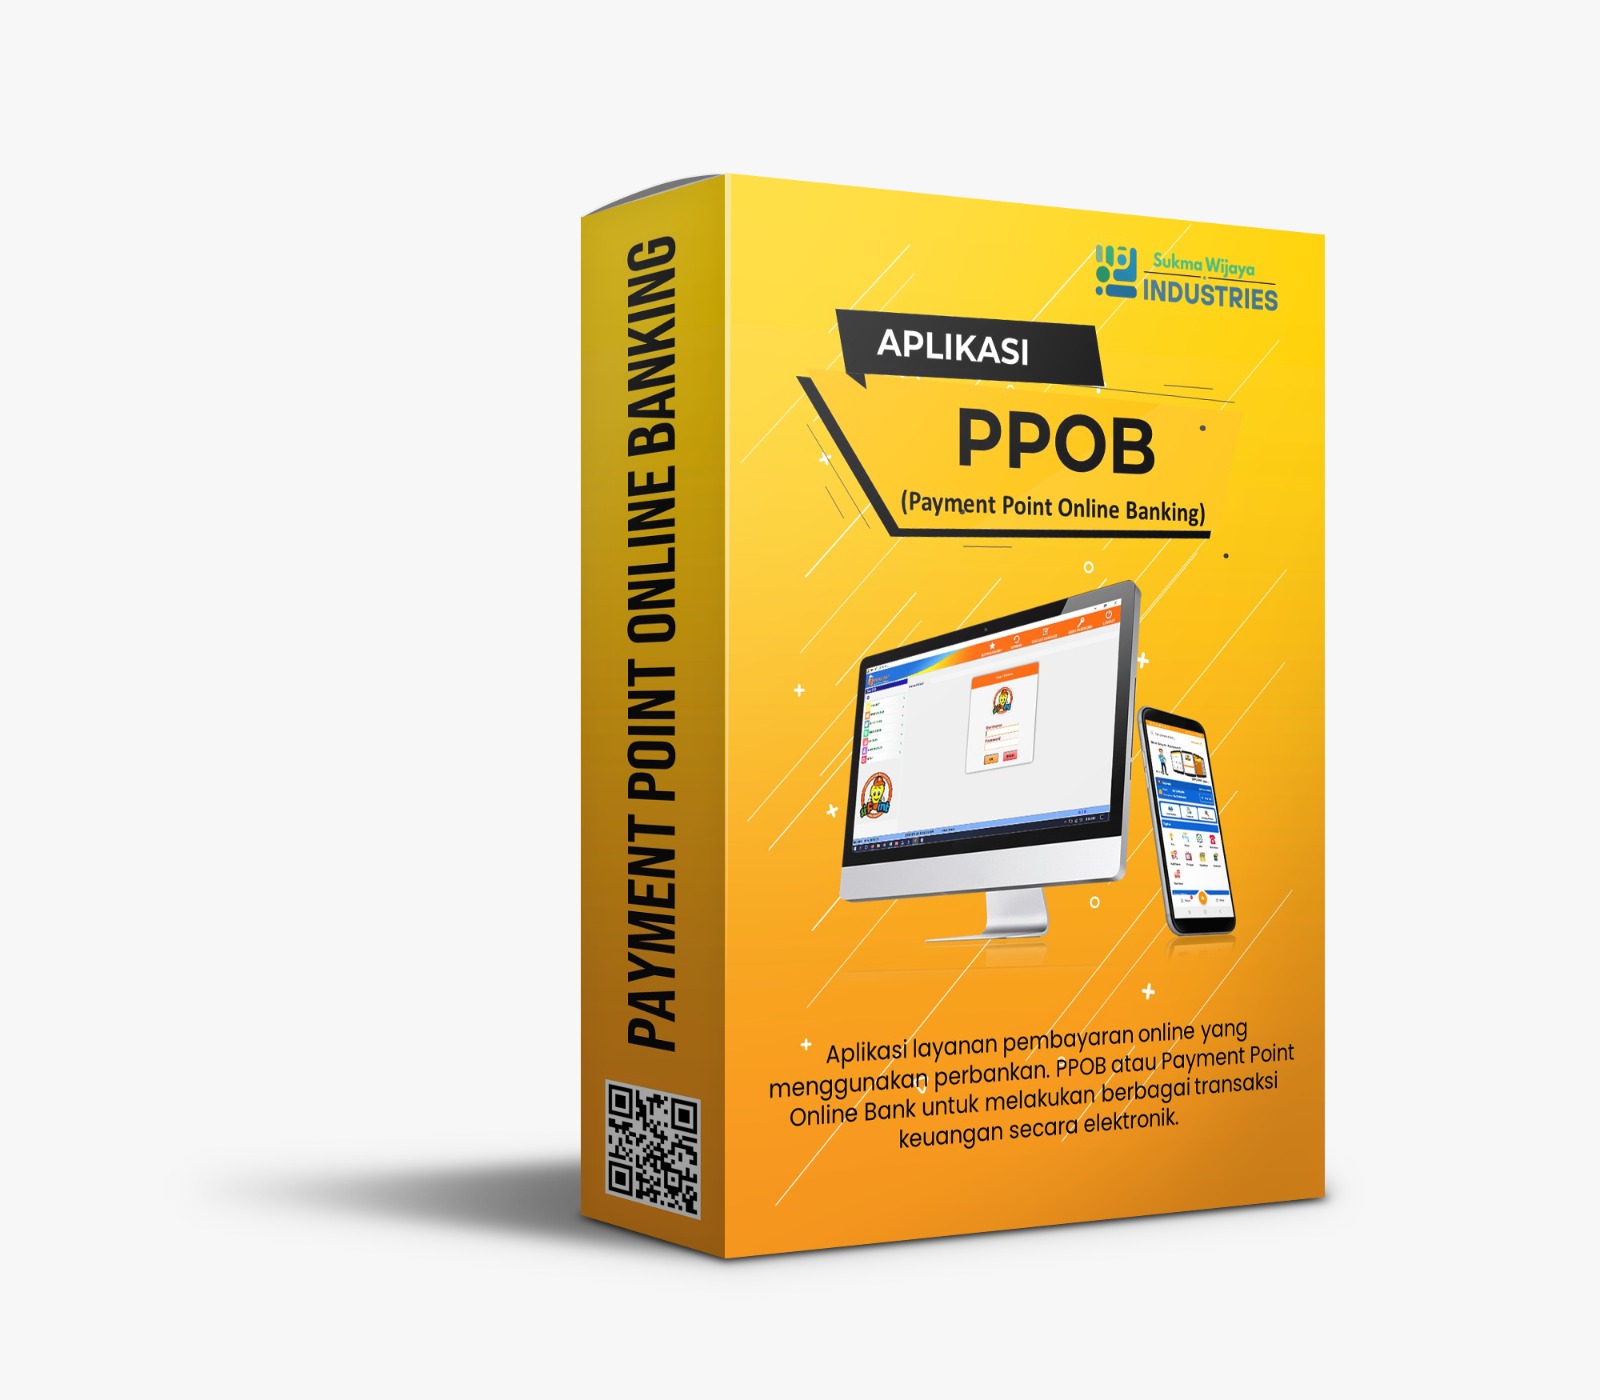 PAYMENT POINT ONLINE BANKING
Sukma Wijaya
INDUSTRIES
APLIKASI
PPOB
(Payment Point Online Banking)
Aplikasi layanan pembayaran online yang
menggunakan perbankan. PPOB atau Payment Point
Online Bank untuk melakukan berbagai transaksi
keuangan secara elektronik.